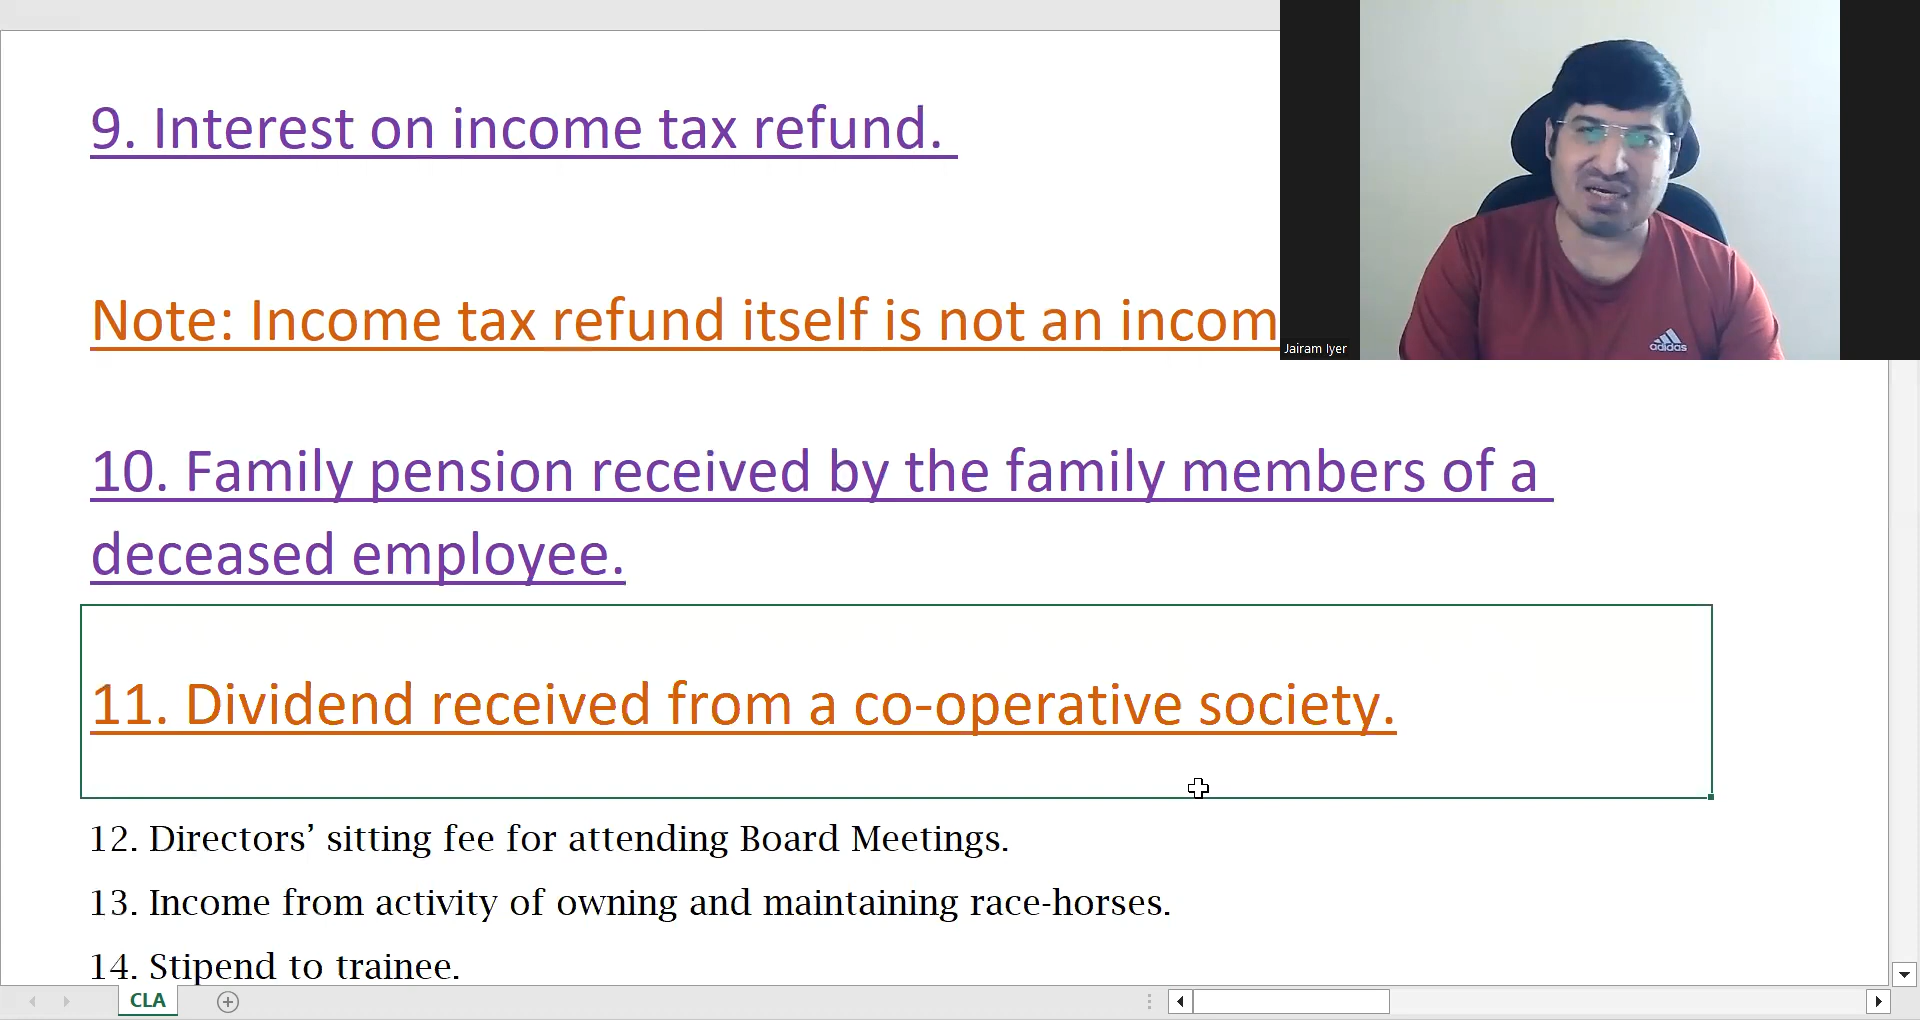 9. Interest on income tax refund.
Note: Income tax refund itself is not an incom
adidas
Jairam Iyer
10. Family pension received by the family members of a
deceased employee.
11. Dividend received from a co-operative society.
12. Directors’ sitting fee for attending Board Meetings.
13. Income from activity of owning and maintaining race-horses.
14. Stipend to trainee.
CLA